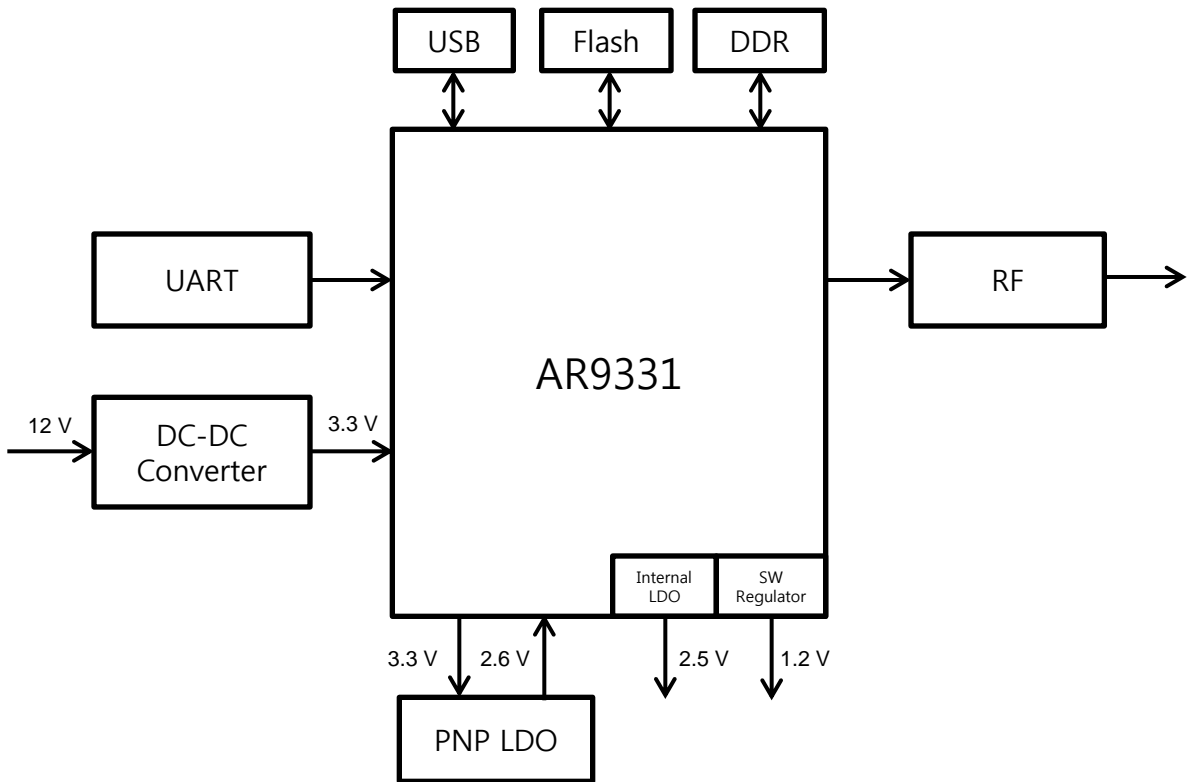 USB
Flash
DDR
UART
RF
AR9331
12 V
DC-DC
Converter
3.3 V
Internal
LDO
SW
Regulator
3.3 V
2.6 V
2.5 V
1.2 V
PNP LDO